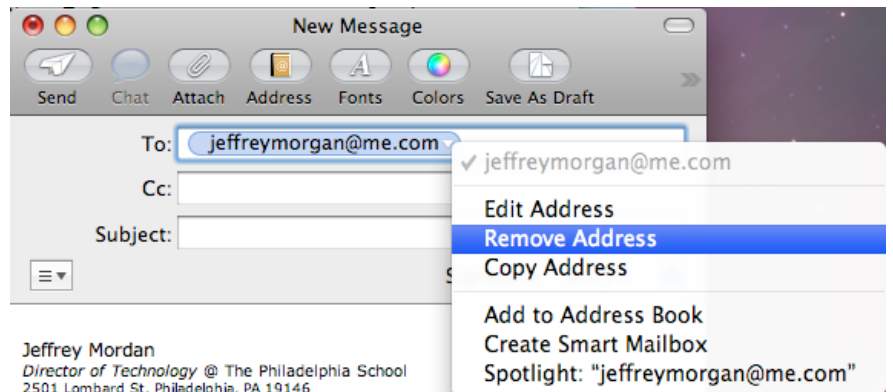 New Message
Send Chat Attach Address Fonts Colors Save As Draft
To: jeffreymorgan@me.com
✓ jeffreymorgan@me.com
Cc:
Edit Address
Subject:
Remove Address
Copy Address
Add to Address Book
Create Smart Mailbox
Spotlight: “jeffreymorgan@me.com”
Jeffrey Mordan
Director of Technology @ The Philadelphia School
2501 Lombard St. Philadelphia, PA 19146